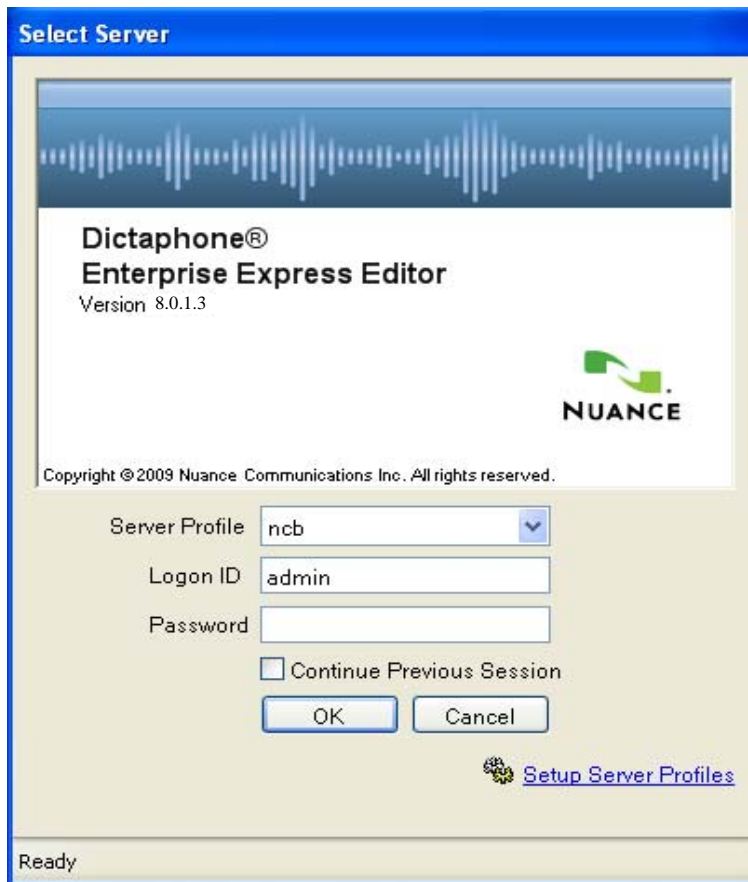 Select Server
Dictaphone®
Enterprise Express Editor
Version 8.0.1.3
NUANCE
Copyright © 2009 Nuance Communications Inc. All rights reserved.
Server Profile ncb
Logon ID admin
Password
Continue Previous Session
OK Cancel
Setup Server Profiles
Ready